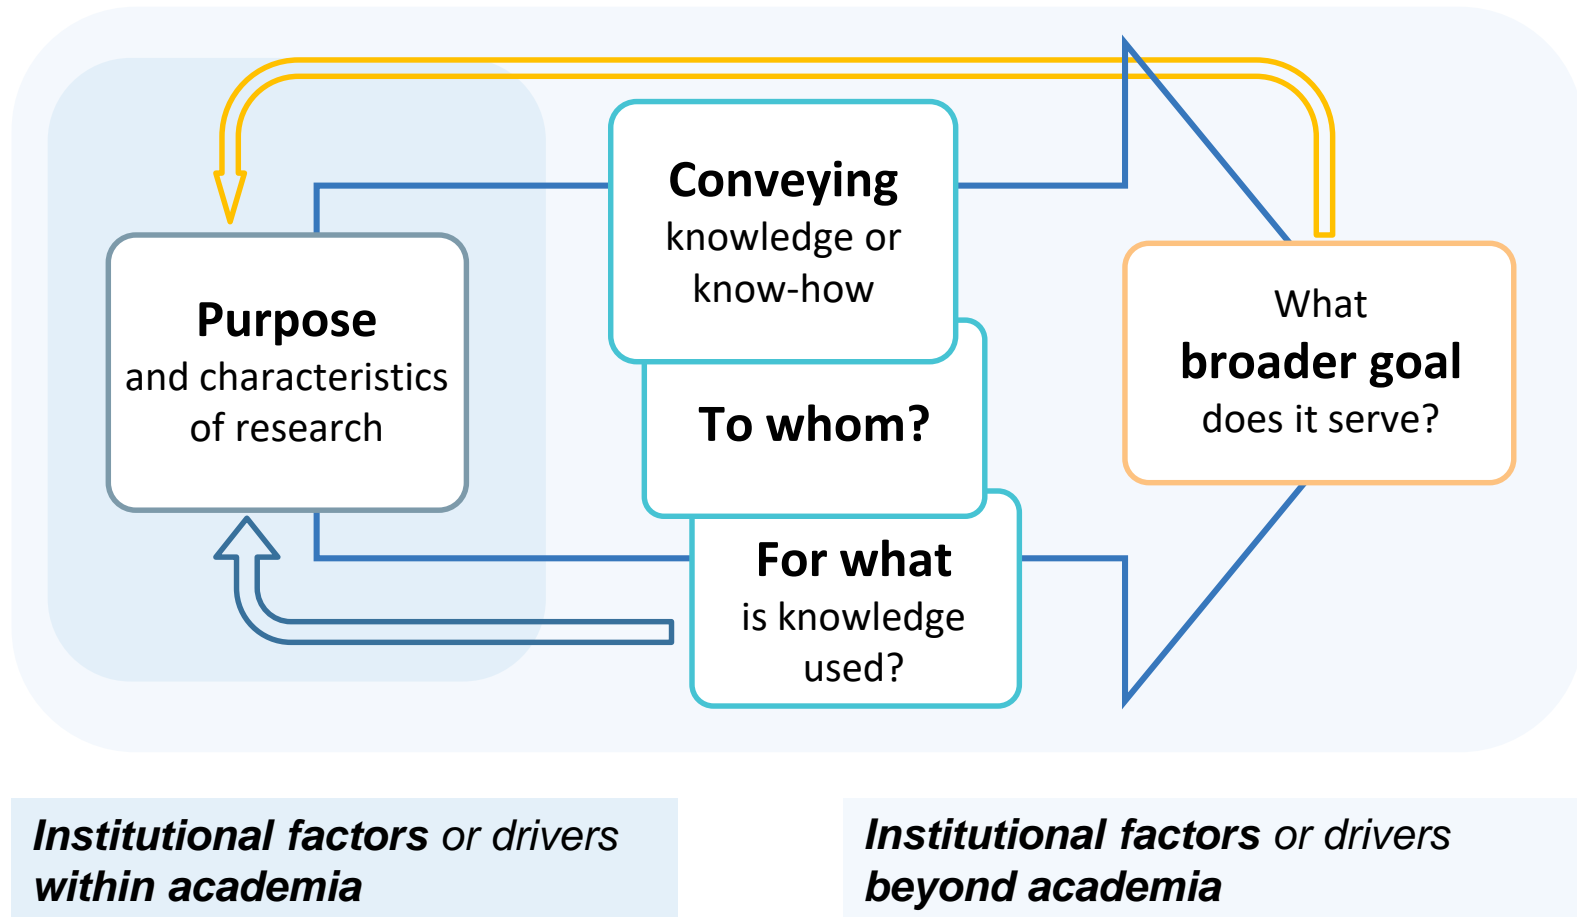 Purpose
and characteristics
of research
Conveying
knowledge or
know-how
To whom?
For what
is knowledge
used?
What
broader goal
does it serve?
Institutional factors or drivers
within academia
Institutional factors or drivers
beyond academia